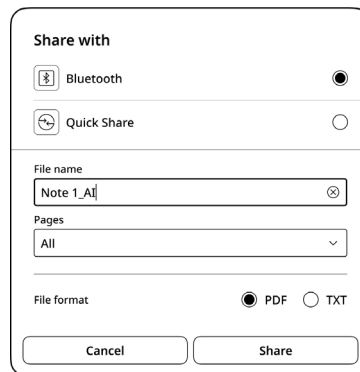 Share with
Bluetooth
Quick Share
File name
Note 1_AI
Pages
All
File format PDF TXT
Cancel Share